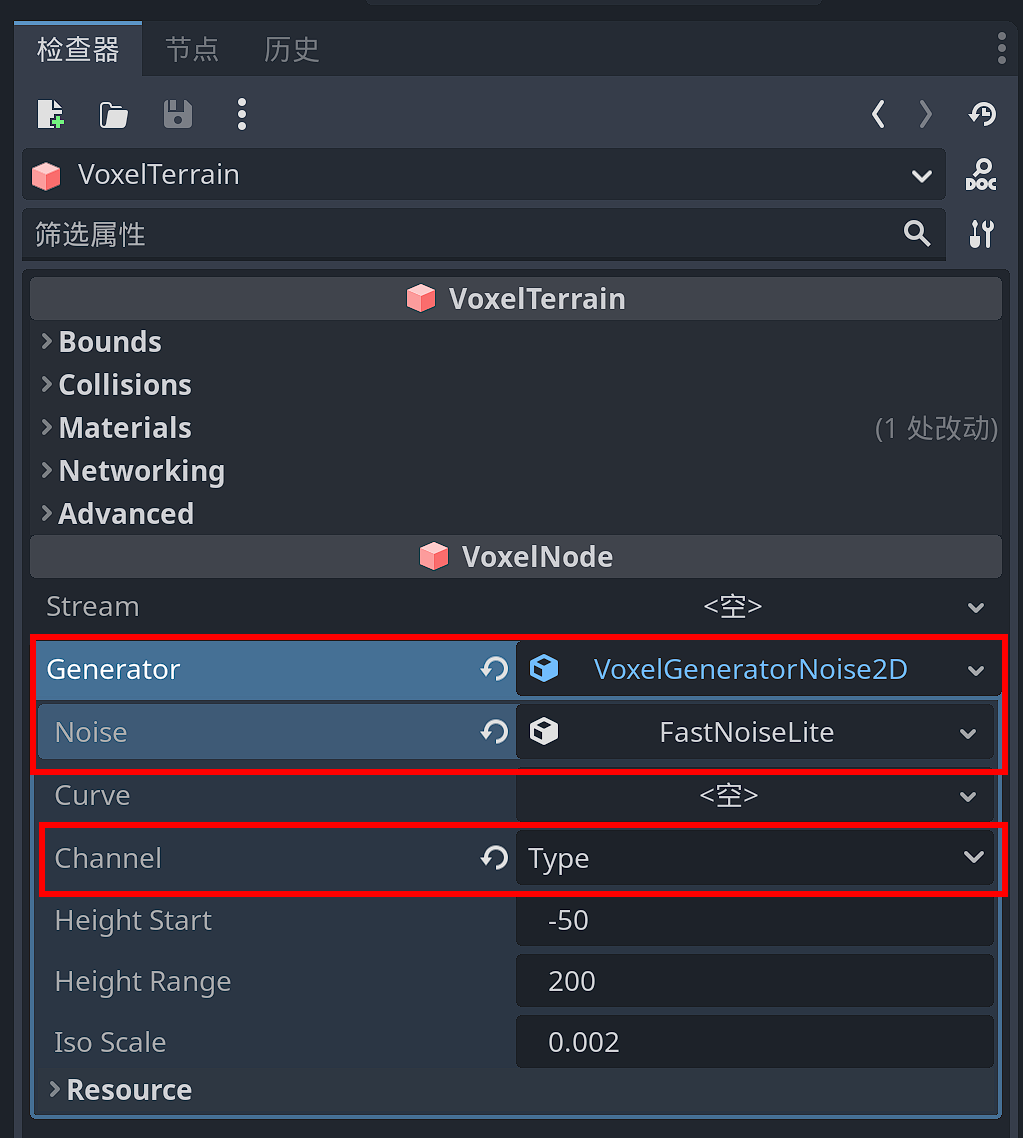 检查器 节点 历史
VoxelTerrain
DOC
筛选属性
VoxelTerrain
Bounds
Collisions
Materials (1 处改动)
Networking
Advanced
VoxelNode
Stream <空>
Generator VoxelGeneratorNoise2D
Noise FastNoiseLite
Curve <空>
Channel Type
Height Start -50
Height Range 200
Iso Scale 0.002
Resource